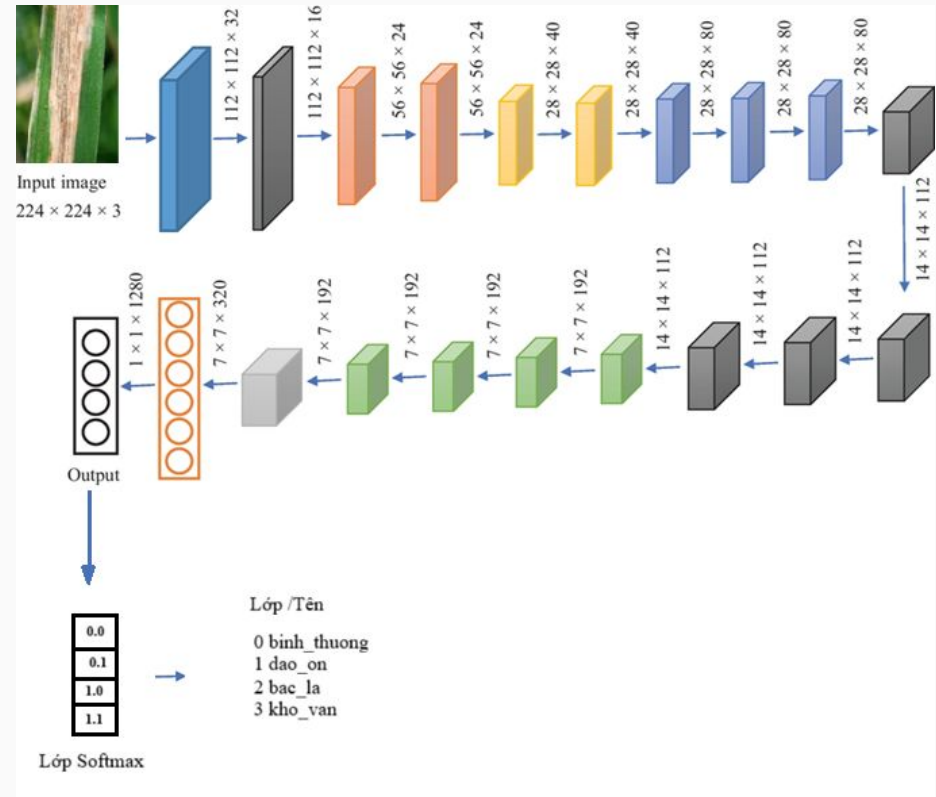 Input image
224 × 224 × 3
112 × 112 × 32
112 × 112 × 16
56 × 56 × 24
56 × 56 × 24
28 × 28 × 40
28 × 28 × 40
28 × 28 × 80
28 × 28 × 80
28 × 28 × 80
14 × 14 × 112
14 × 14 × 112
14 × 14 × 112
14 × 14 × 112
7 × 7 × 192
7 × 7 × 192
7 × 7 × 192
7 × 7 × 192
7 × 7 × 320
1 × 1 × 1280
Output
0.0
0.1
1.0
1.1
Lớp Softmax
Lớp /Tên
0 binh_thuong
1 dao_on
2 bac_la
3 kho_van